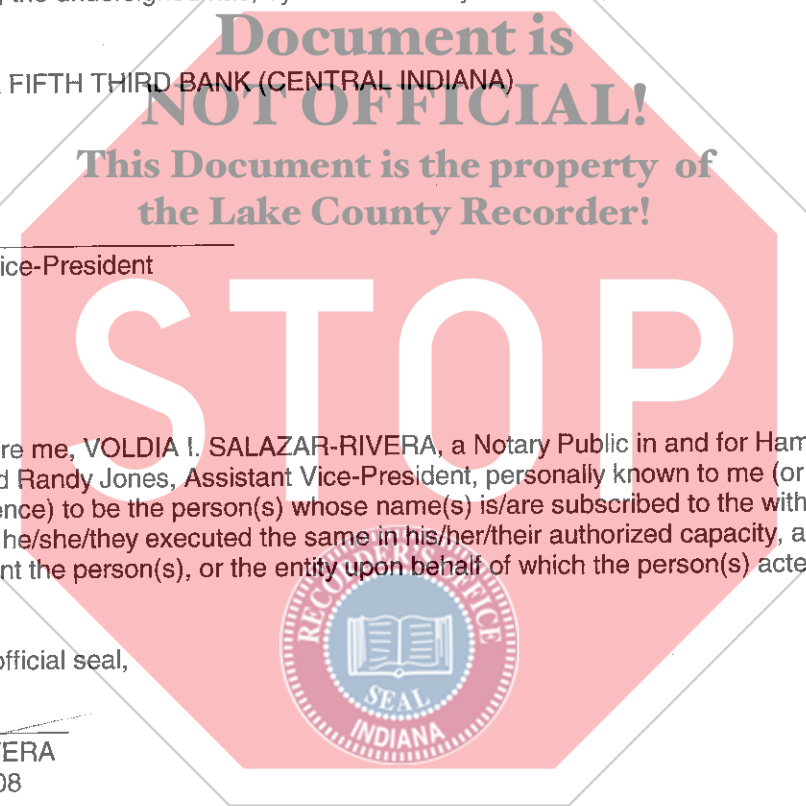 Document is
FIFTH THIRD BANK (CENTRAL INDIANA)
NOT OFFICIAL!
This Document is the property of
the Lake County Recorder!
ice-President
STOP
re me, VOLDIA I. SALAZAR-RIVERA, a Notary Public in and for Ham
d Randy Jones, Assistant Vice-President, personally known to me (or
ence) to be the person(s) whose name(s) is/are subscribed to the with
he/she/they executed the same in his/her/their authorized capacity, a
nt the person(s), or the entity upon behalf of which the person(s) acte
RECORDER'S OFFICE
SEAL
INDIANA
official seal,
ERA
08